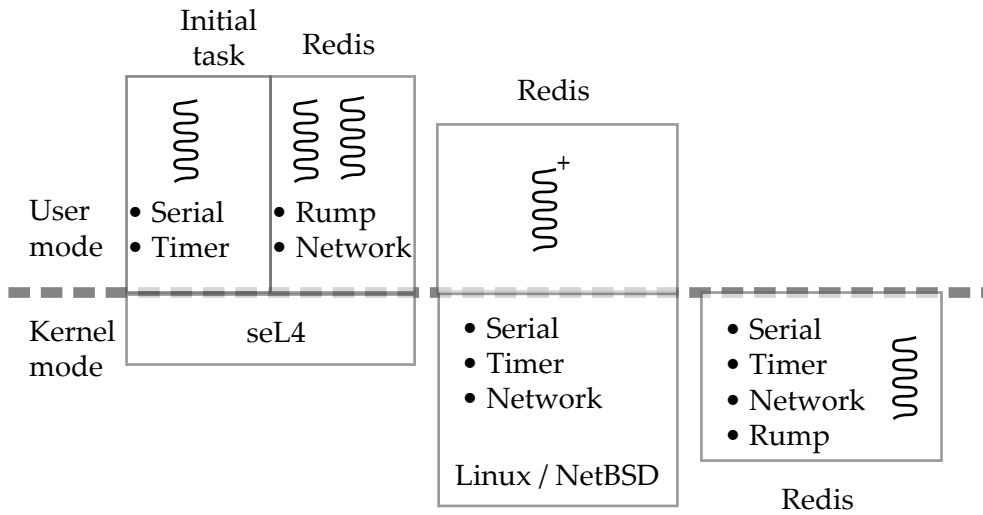 Initial
task
Redis
Redis
User
mode
• Serial
• Timer
• Rump
• Network
+
Kernel
mode
seL4
• Serial
• Timer
• Network
Linux / NetBSD
• Serial
• Timer
• Network
• Rump
Redis